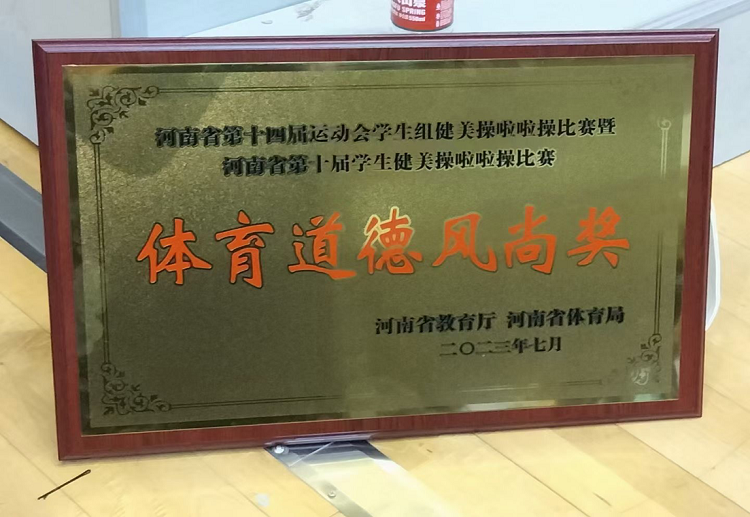 河南省第十四届运动会学生组健美操啦啦操比赛暨
河南省第十届学生健美操啦啦操比赛
体育道德风尚奖
河南省教育厅 河南省体育局
二〇二三年七月